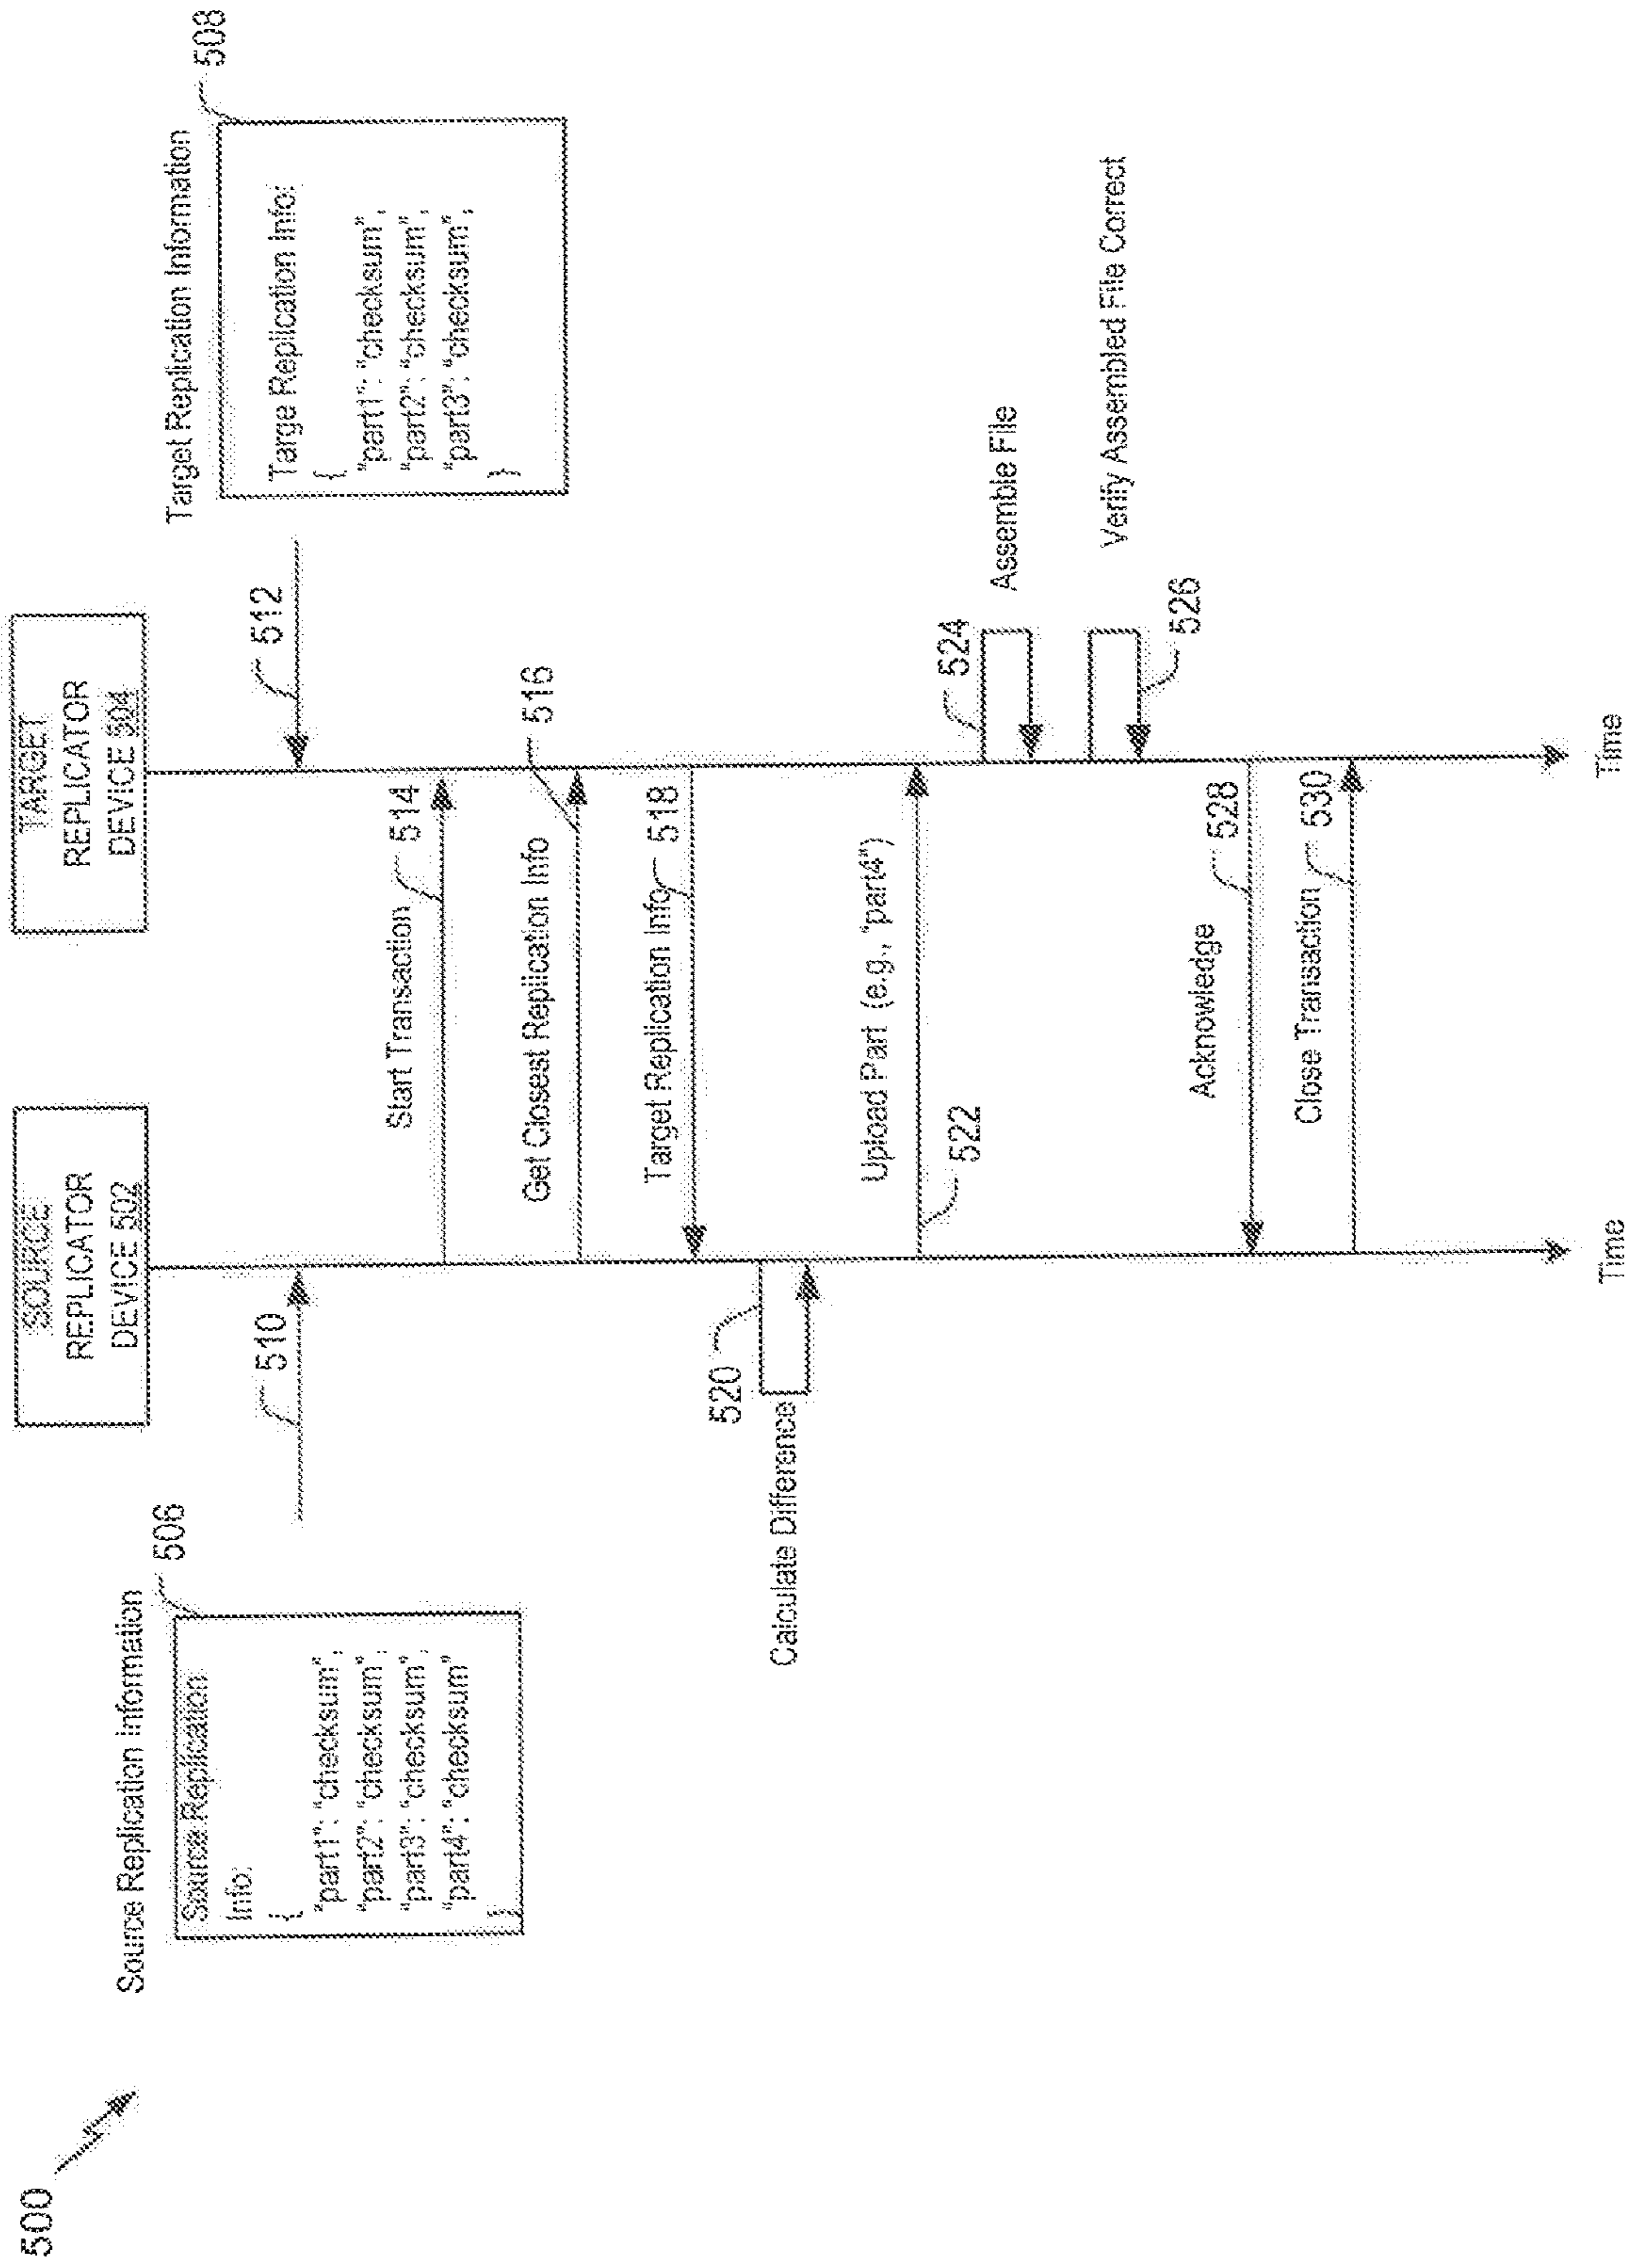 500
Source Replication Information
506
Source Replication
Info:
{
"part1": "checksum",
"part2": "checksum",
"part3": "checksum",
"part4": "checksum"
}
SOURCE
REPLICATOR
DEVICE 502
TARGET
REPLICATOR
DEVICE 504
Target Replication Information
508
Targe Replication Info:
{
"part1": "checksum",
"part2": "checksum",
"part3": "checksum",
}
510
512
Start Transaction
514
Get Closest Replication Info
516
Target Replication Info
518
520
Calculate Difference
Upload Part (e.g., "part4")
522
524
Assemble File
Verify Assembled File Correct
526
Acknowledge
528
Close Transaction
530
Time
Time